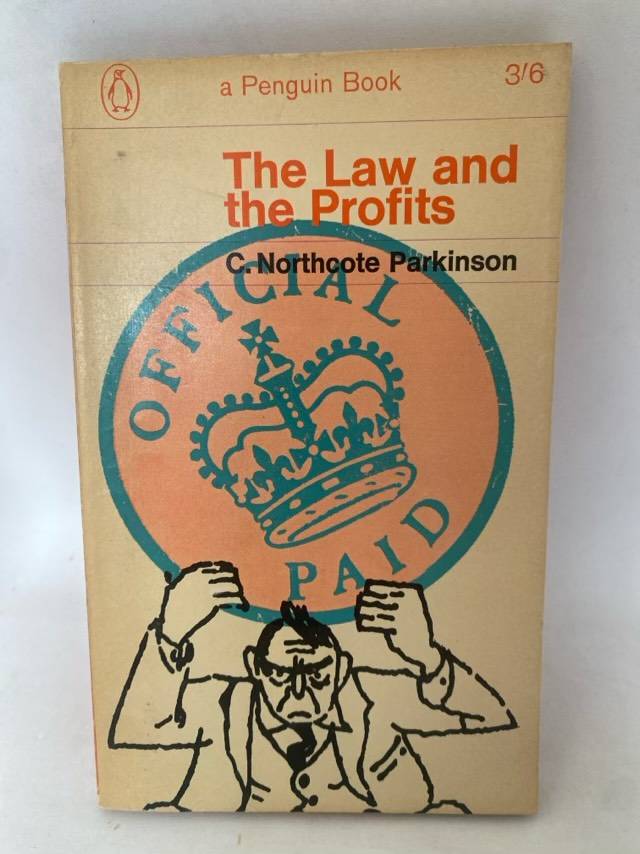 a Penguin Book
3/6
The Law and
the Profits
C. Northcote Parkinson
OFFICIAL
PAID